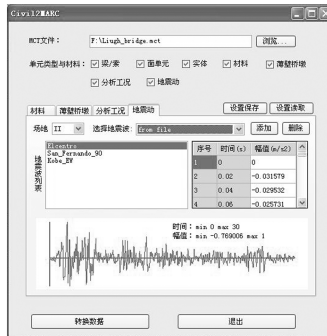 Civil2MARC
MCT文件： F:\Liugh_bridge.mct 浏览...
单元类型与材料： 梁/索 面单元 实体 材料 薄壁桥墩
分析工况 地震动
材料 薄壁桥墩 分析工况 地震动 设置保存 设置读取
场地 II 选择地震波： from file 添加 删除
地震波列表
Elcentro
San_Fernando_90
Kobe_EW
序号 时间(s) 幅值(m/s2)
1 0 0
2 0.02 -0.031579
3 0.04 -0.029532
4 0.06 -0.025731
时间： min 0 max 30
幅值： min -0.769006 max 1
转换数据 退出